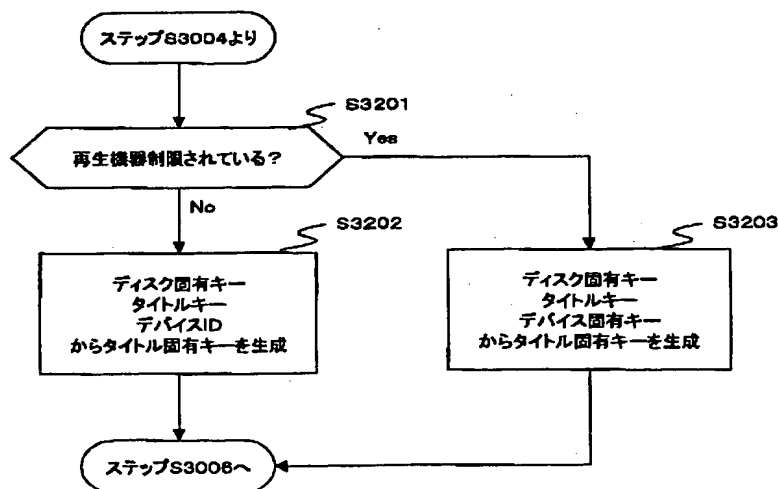 ステップS3004より
S3201
再生機器制限されている?
Yes
No
S3202
S3203
ディスク固有キー
タイトルキー
デバイスID
からタイトル固有キーを生成
ディスク固有キー
タイトルキー
デバイス固有キー
からタイトル固有キーを生成
ステップS3006へ